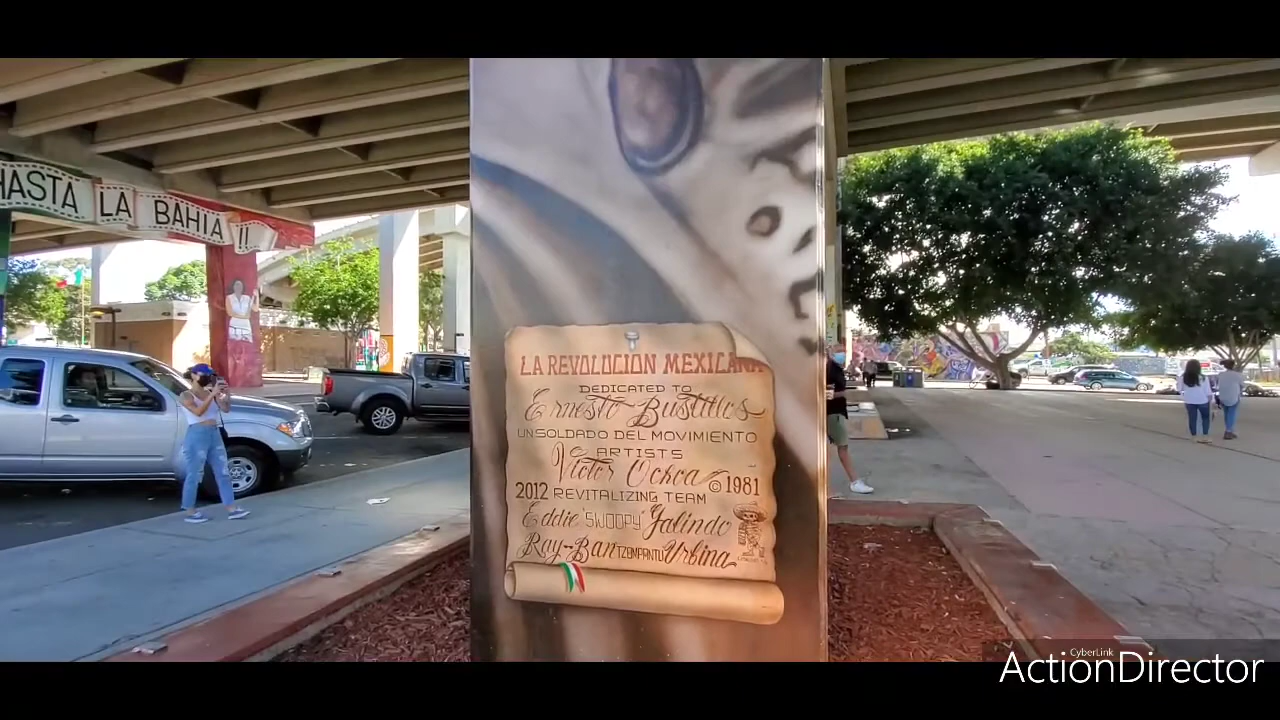 HASTA LA BAHIA !!
LA REVOLUCION MEXICANA
DEDICATED TO
Ernesto Bustillos
UN SOLDADO DEL MOVIMIENTO
ARTISTS
Victor Ochoa © 1981
2012 REVITALIZING TEAM
Eddie "SWOOPY" Galindo
Ray-Ban TZOMPANTLI Urbina
CyberLink
ActionDirector